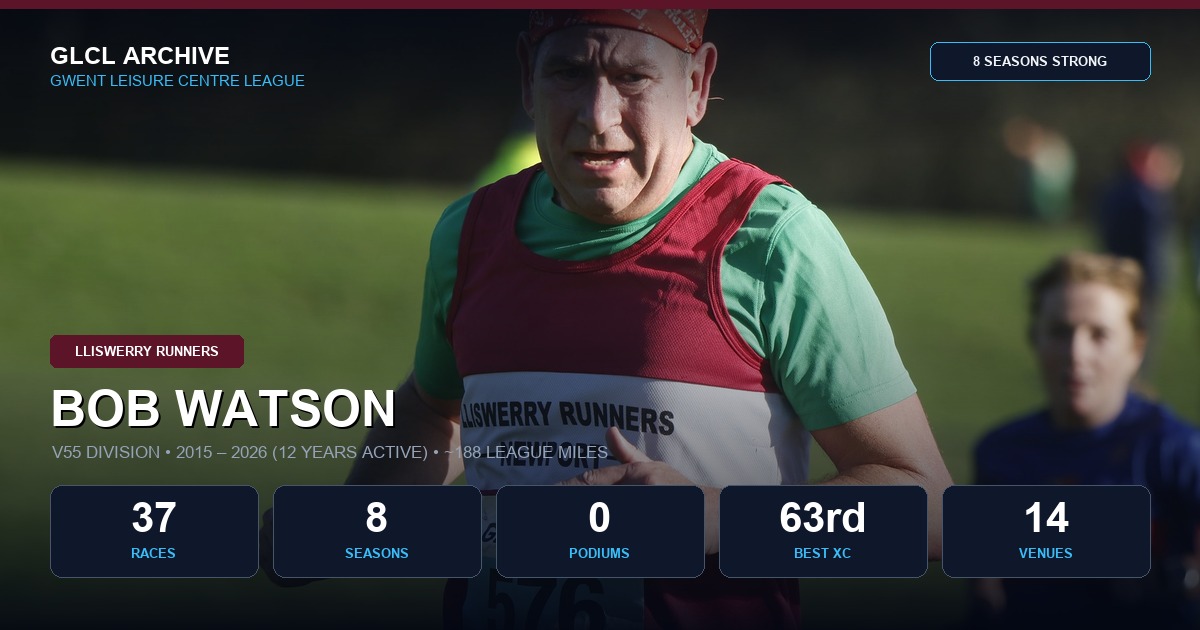 GLCL ARCHIVE
GWENT LEISURE CENTRE LEAGUE
8 SEASONS STRONG
LLISWERRY RUNNERS
NEWPORT
LLISWERRY RUNNERS
BOB WATSON
V55 DIVISION • 2015 – 2026 (12 YEARS ACTIVE) • ~188 LEAGUE MILES
37
RACES
8
SEASONS
0
PODIUMS
63rd
BEST XC
14
VENUES
576